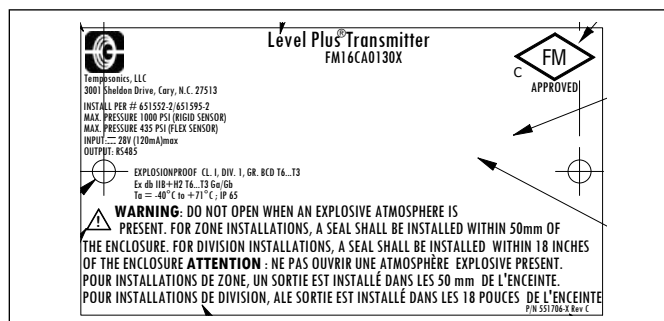 Level Plus® Transmitter
FM16CA0130X
FM
C
APPROVED
Temposonics, LLC
3001 Sheldon Drive, Cary, N.C. 27513
INSTALL PER # 651552-2/651595-2
MAX. PRESSURE 1000 PSI (RIGID SENSOR)
MAX. PRESSURE 435 PSI (FLEX SENSOR)
INPUT: ⎓ 28V (120mA)max
OUTPUT: RS485
EXPLOSIONPROOF CL. I, DIV. 1, GR. BCD T6...T3
Ex db IIB+H2 T6...T3 Ga/Gb
Ta = -40°C to +71°C ; IP 65
WARNING: DO NOT OPEN WHEN AN EXPLOSIVE ATMOSPHERE IS
PRESENT. FOR ZONE INSTALLATIONS, A SEAL SHALL BE INSTALLED WITHIN 50mm OF
THE ENCLOSURE. FOR DIVISION INSTALLATIONS, A SEAL SHALL BE INSTALLED WITHIN 18 INCHES
OF THE ENCLOSURE ATTENTION : NE PAS OUVRIR UNE ATMOSPHÈRE EXPLOSIVE PRESENT.
POUR INSTALLATIONS DE ZONE, UN SORTIE EST INSTALLÉ DANS LES 50 mm DE L'ENCEINTE.
POUR INSTALLATIONS DE DIVISION, ALE SORTIE EST INSTALLÉ DANS LES 18 POUCES DE L'ENCEINTE
P/N 551706-X Rev C